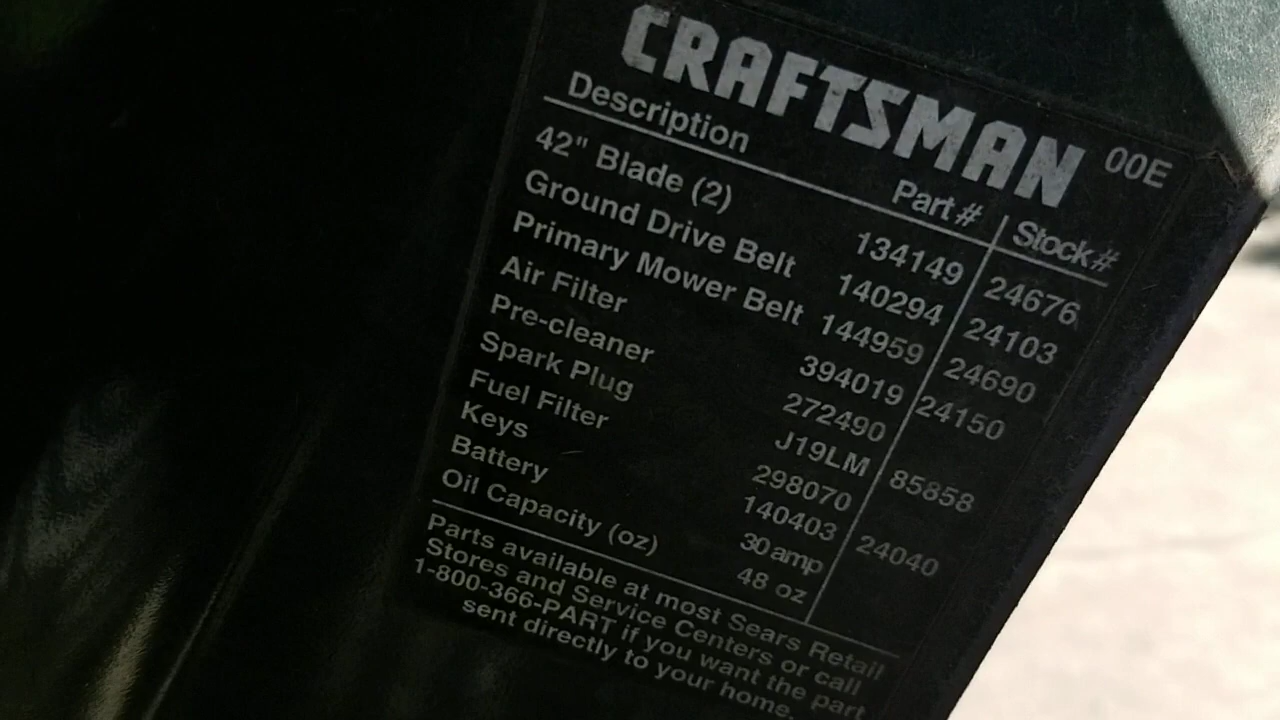 CRAFTSMAN 00E
Description Part # Stock #
42" Blade (2) 134149 24676
Ground Drive Belt 140294 24103
Primary Mower Belt 144959 24690
Air Filter 394019 24150
Pre-cleaner 272490
Spark Plug J19LM 85858
Fuel Filter 298070
Keys 140403 24040
Battery 30 amp
Oil Capacity (oz) 48 oz
Parts available at most Sears Retail
Stores and Service Centers or call
1-800-366-PART if you want the part
sent directly to your home.